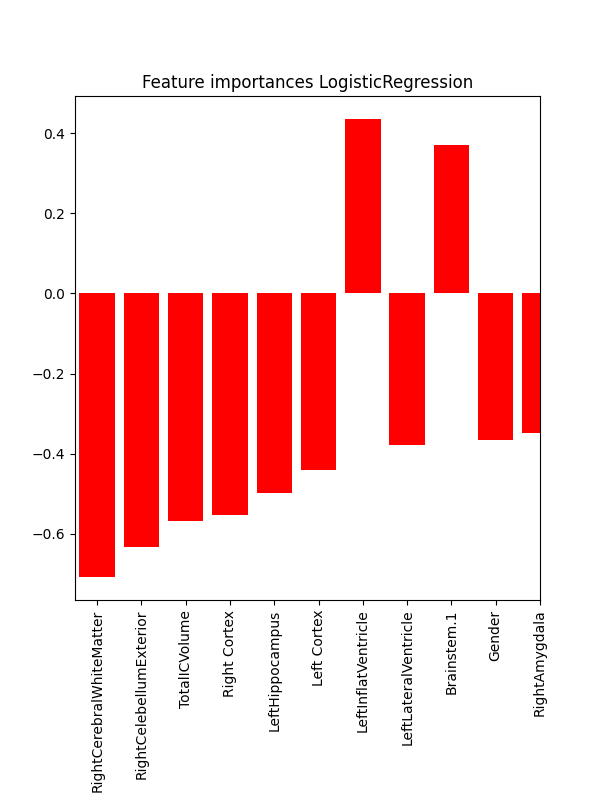 Feature importances LogisticRegression
0.4
0.2
0.0
−0.2
−0.4
−0.6
RightCerebralWhiteMatter
RightCelebellumExterior
TotalICVolume
Right Cortex
LeftHippocampus
Left Cortex
LeftInflatVentricle
LeftLateralVentricle
Brainstem.1
Gender
RightAmygdala